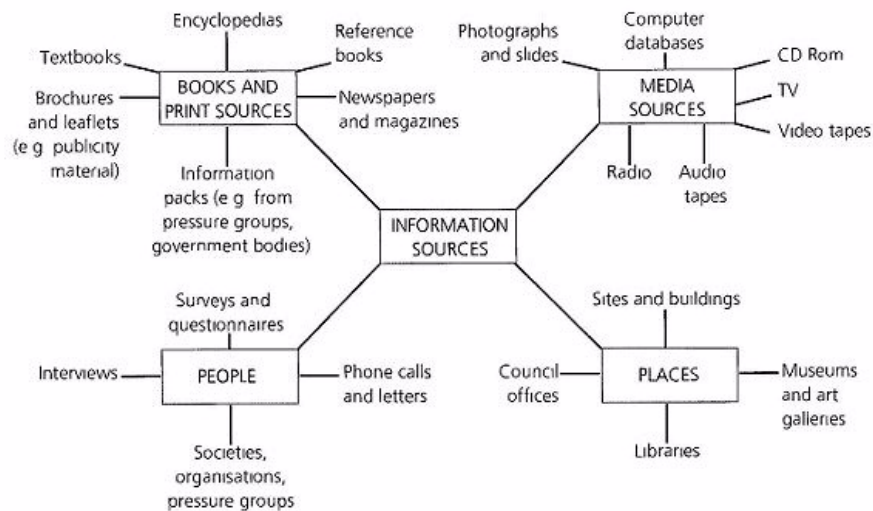 Encyclopedias
Textbooks
Reference
books
BOOKS AND
PRINT SOURCES
Brochures
and leaflets
(e g publicity
material)
Newspapers
and magazines
Information
packs (e g from
pressure groups,
government bodies)
Photographs
and slides
Computer
databases
CD Rom
MEDIA
SOURCES
TV
Video tapes
Radio
Audio
tapes
INFORMATION
SOURCES
Surveys and
questionnaires
Interviews
PEOPLE
Phone calls
and letters
Societies,
organisations,
pressure groups
Sites and buildings
Council
offices
PLACES
Museums
and art
galleries
Libraries